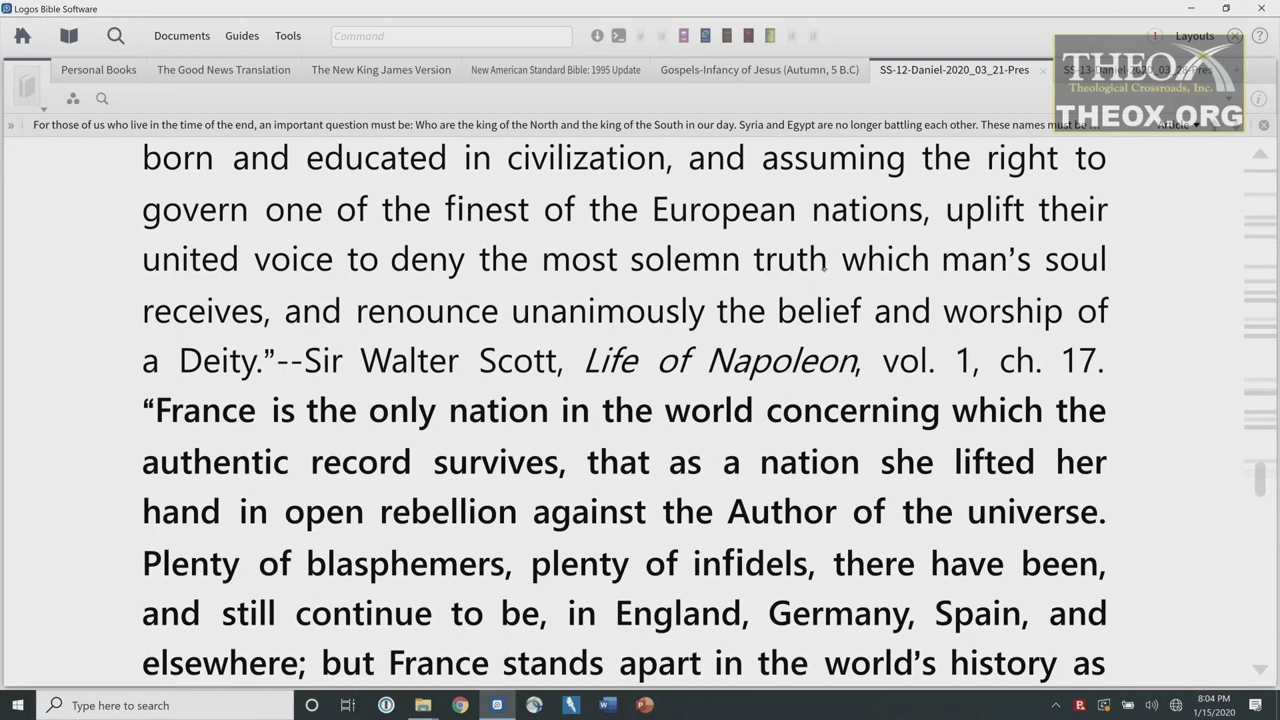 Logos Bible Software
Documents Guides Tools Command Layouts
Personal Books The Good News Translation The New King James Version New American Standard Bible: 1995 Update Gospels-Infancy of Jesus (Autumn, 5 B.C) SS-12-Daniel-2020_03_21-Pres SS-13-Daniel-2020_03_28-Pres
THEOX
Theological Crossroads, Inc.
THEOX.ORG
» For those of us who live in the time of the end, an important question must be: Who are the king of the North and the king of the South in our day. Syria and Egypt are no longer battling each other. These names must be ... Article
born and educated in civilization, and assuming the right to
govern one of the finest of the European nations, uplift their
united voice to deny the most solemn truth which man's soul
receives, and renounce unanimously the belief and worship of
a Deity."--Sir Walter Scott, Life of Napoleon, vol. 1, ch. 17.
“France is the only nation in the world concerning which the
authentic record survives, that as a nation she lifted her
hand in open rebellion against the Author of the universe.
Plenty of blasphemers, plenty of infidels, there have been,
and still continue to be, in England, Germany, Spain, and
elsewhere; but France stands apart in the world's history as
Type here to search
8:04 PM
1/15/2020